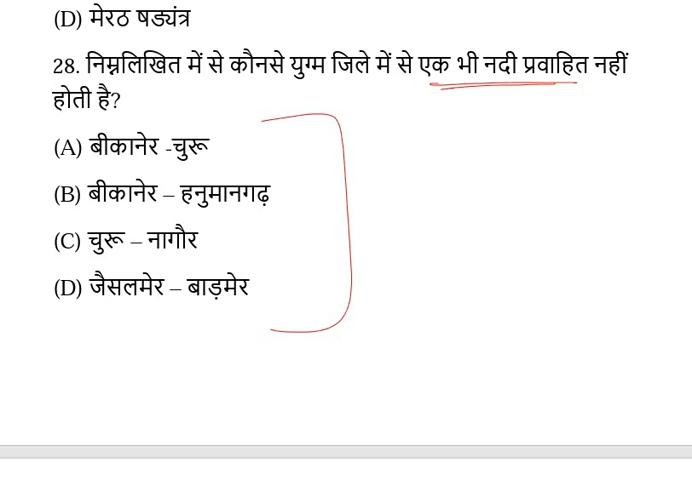 (D) मेरठ षड्यंत्र
28. निम्नलिखित में से कौनसे युग्म जिले में से एक भी नदी प्रवाहित नहीं
होती है?
(A) बीकानेर -चुरू
(B) बीकानेर – हनुमानगढ़
(C) चुरू – नागौर
(D) जैसलमेर – बाड़मेर